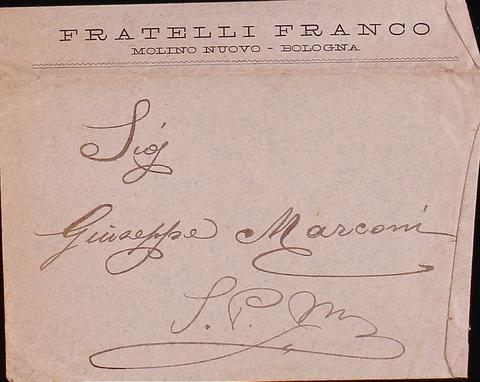 FRATELLI FRANCO
MOLINO NUOVO - BOLOGNA
Sig
Giuseppe Marconi
S. P. M